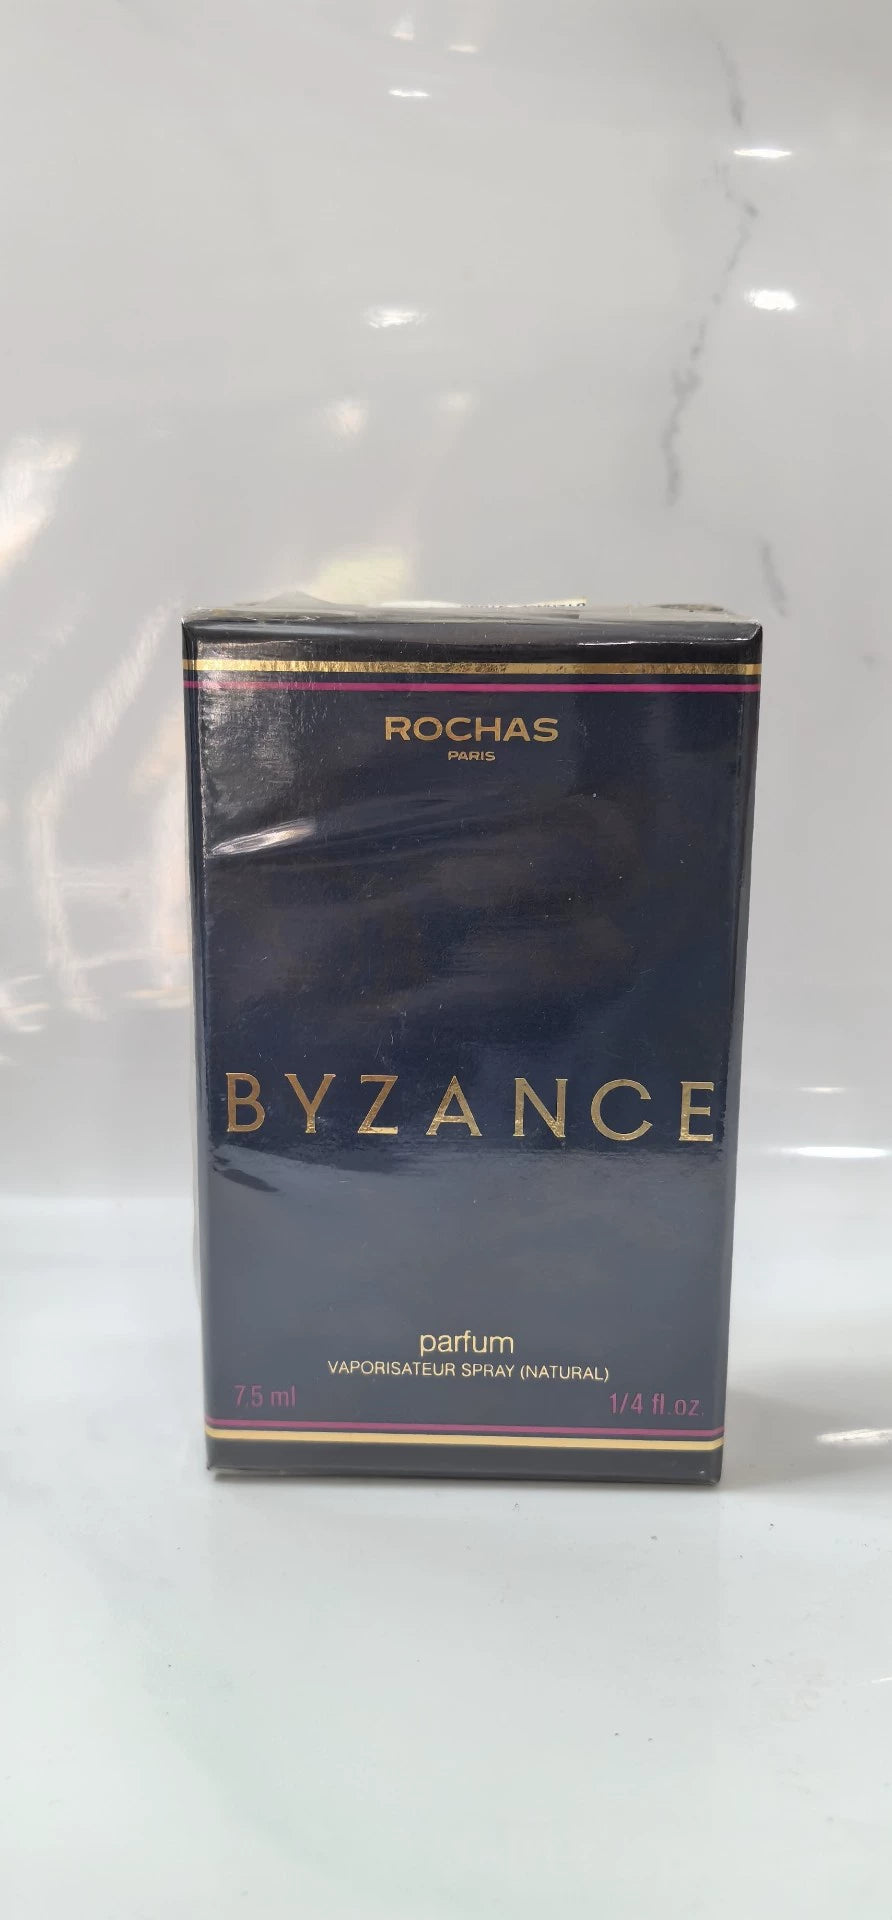 ROCHAS
PARIS
BYZANCE
parfum
VAPORISATEUR SPRAY (NATURAL)
7.5 ml
1/4 fl.oz.